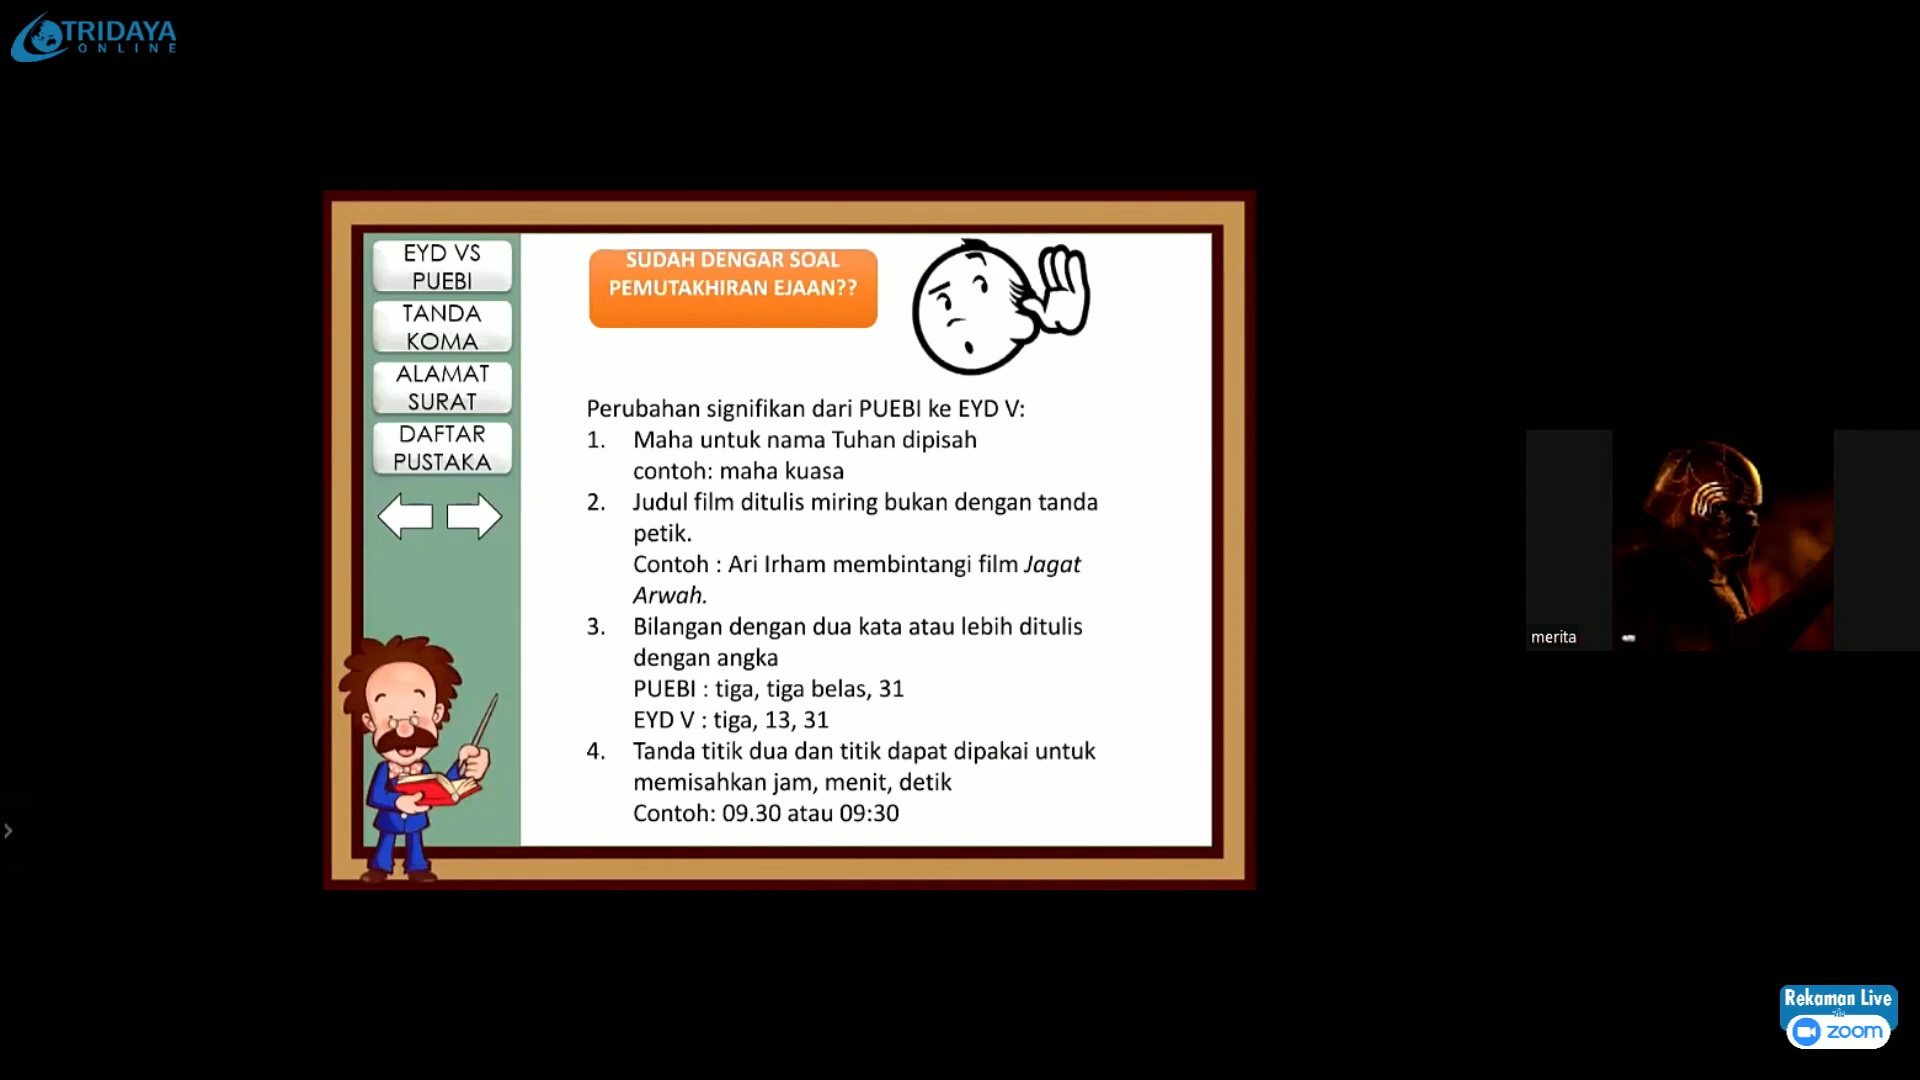 TRIDAYA
ONLINE
EYD VS
PUEBI
TANDA
KOMA
ALAMAT
SURAT
DAFTAR
PUSTAKA
SUDAH DENGAR SOAL
PEMUTAKHIRAN EJAAN??
Perubahan signifikan dari PUEBI ke EYD V:
1. Maha untuk nama Tuhan dipisah
contoh: maha kuasa
2. Judul film ditulis miring bukan dengan tanda
petik.
Contoh : Ari Irham membintangi film Jagat
Arwah.
3. Bilangan dengan dua kata atau lebih ditulis
dengan angka
PUEBI : tiga, tiga belas, 31
EYD V : tiga, 13, 31
4. Tanda titik dua dan titik dapat dipakai untuk
memisahkan jam, menit, detik
Contoh: 09.30 atau 09:30
merita
Rekaman Live
zoom